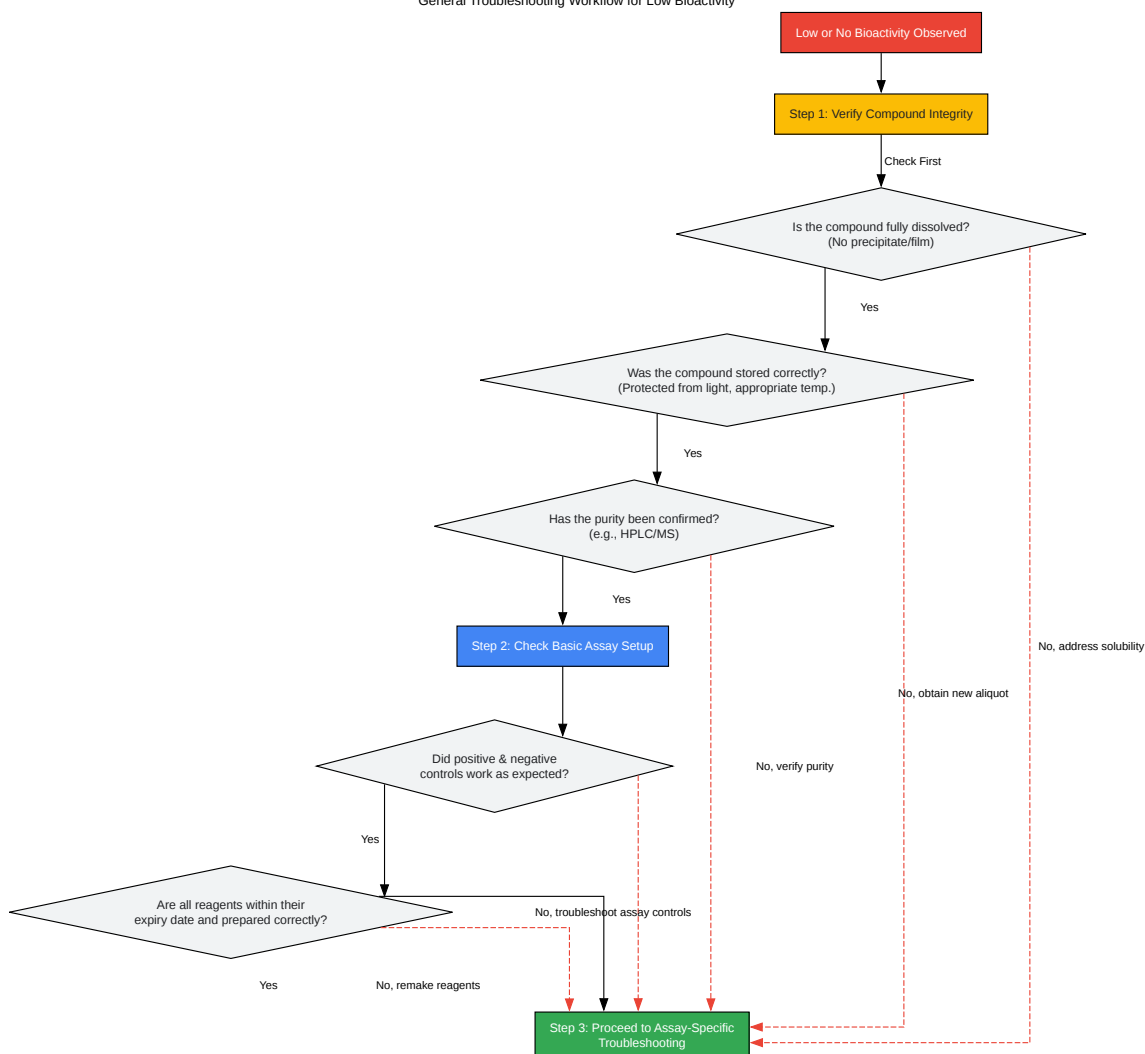 General Troubleshooting Workflow for Low Bioactivity
Low or No Bioactivity Observed
Step 1: Verify Compound Integrity
Check First
Is the compound fully dissolved?
(No precipitate/film)
Yes
Was the compound stored correctly?
(Protected from light, appropriate temp.)
Yes
Has the purity been confirmed?
(e.g., HPLC/MS)
Yes
Step 2: Check Basic Assay Setup
No, address solubility
No, obtain new aliquot
Did positive & negative
controls work as expected?
No, verify purity
Yes
Are all reagents within their
expiry date and prepared correctly?
No, troubleshoot assay controls
Yes
No, remake reagents
Step 3: Proceed to Assay-Specific
Troubleshooting